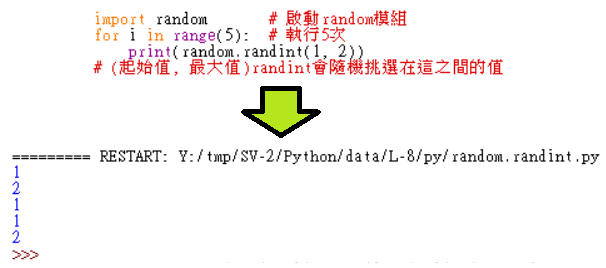 import random # 啟動random模組
for i in range(5): # 執行5次
print(random.randint(1, 2))
# (起始值, 最大值)randint會隨機挑選在這之間的值
========= RESTART: Y:/tmp/SV-2/Python/data/L-8/py/random.randint.py
1
2
1
1
2
>>>